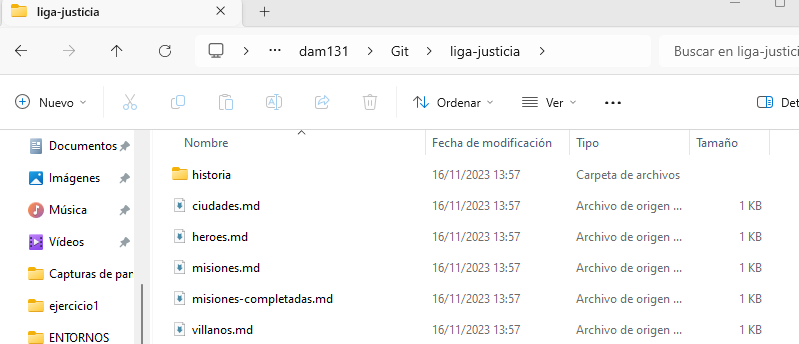 liga-justicia
dam131 Git liga-justicia
Buscar en liga-justici
Nuevo Ordenar Ver Det
Nombre Fecha de modificación Tipo Tamaño
Documentos
Imágenes
Música
Vídeos
Capturas de pan
ejercicio1
ENTORNOS
historia 16/11/2023 13:57 Carpeta de archivos
ciudades.md 16/11/2023 13:57 Archivo de origen ... 1 KB
heroes.md 16/11/2023 13:57 Archivo de origen ... 1 KB
misiones.md 16/11/2023 13:57 Archivo de origen ... 1 KB
misiones-completadas.md 16/11/2023 13:57 Archivo de origen ... 1 KB
villanos.md 16/11/2023 13:57 Archivo de origen ... 1 KB